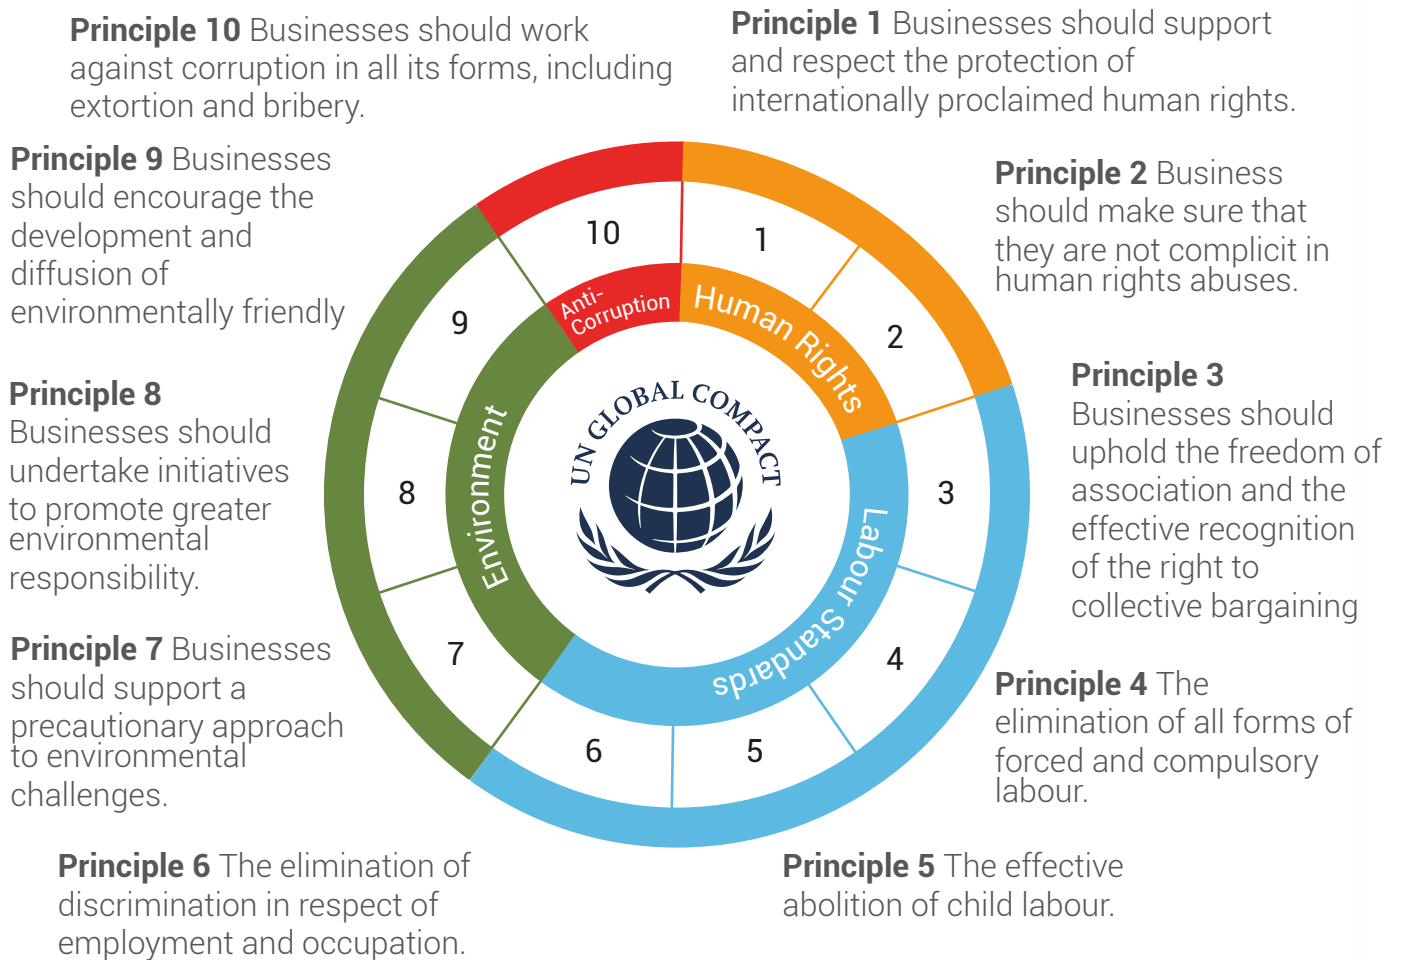 Principle 10 Businesses should work
against corruption in all its forms, including
extortion and bribery.
Principle 1 Businesses should support
and respect the protection of
internationally proclaimed human rights.
Principle 9 Businesses
should encourage the
development and
diffusion of
environmentally friendly
Principle 2 Business
should make sure that
they are not complicit in
human rights abuses.
Principle 8
Businesses should
undertake initiatives
to promote greater
environmental
responsibility.
Principle 3
Businesses should
uphold the freedom of
association and the
effective recognition
of the right to
collective bargaining
Principle 7 Businesses
should support a
precautionary approach
to environmental
challenges.
Principle 4 The
elimination of all forms of
forced and compulsory
labour.
Principle 6 The elimination of
discrimination in respect of
employment and occupation.
Principle 5 The effective
abolition of child labour.
10
1
2
3
4
5
6
7
8
9
Anti-
Corruption
Human Rights
Labour Standards
Environment
UN GLOBAL COMPACT